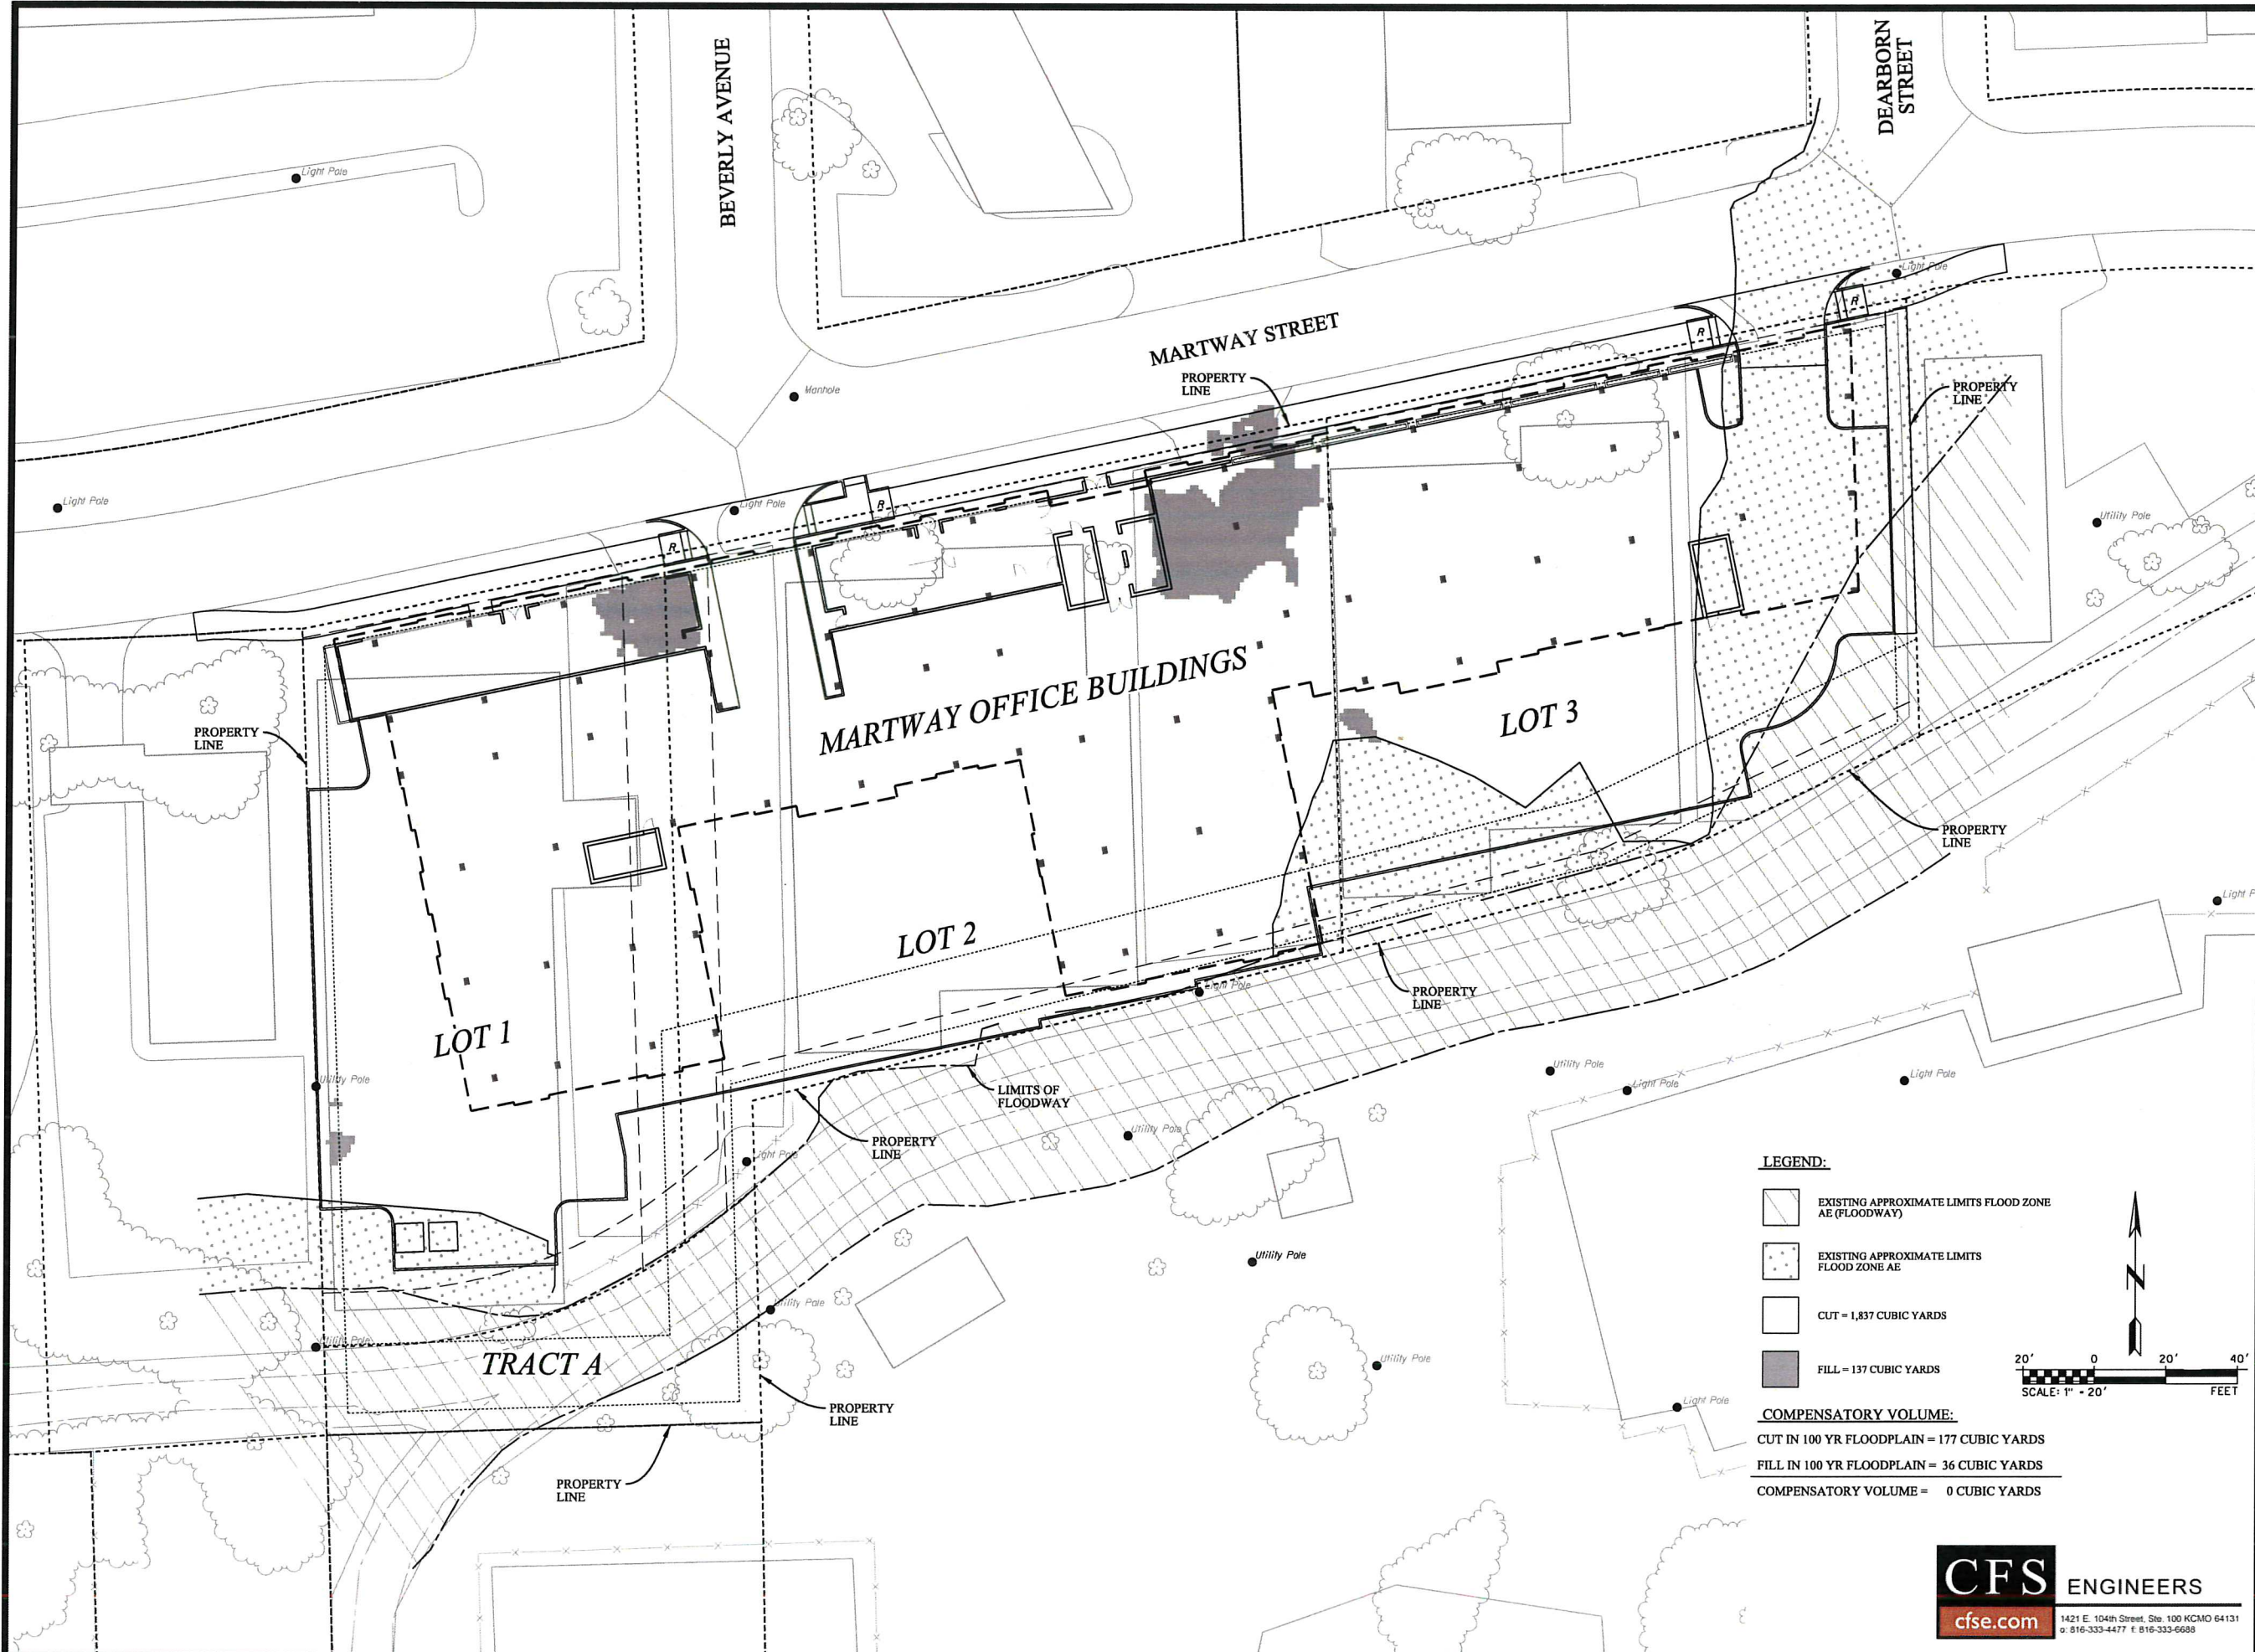 BEVERLY AVENUE
DEARBORN
STREET
Light Pole
Light Pole
MARTWAY STREET
PROPERTY
LINE
R
R
PROPERTY
LINE
Manhole
Light Pole
Light Pole
R
R
Utility Pole
MARTWAY OFFICE BUILDINGS
PROPERTY
LINE
LOT 3
PROPERTY
LINE
Light P
LOT 2
Light Pole
PROPERTY
LINE
LOT 1
Utility Pole
LIMITS OF
FLOODWAY
Utility Pole
Light Pole
Light Pole
Utility Pole
PROPERTY
LINE
Light Pole
Utility Pole
Utility Pole
Utility Pole
TRACT A
Utility Pole
PROPERTY
LINE
Light Pole
PROPERTY
LINE
LEGEND:
EXISTING APPROXIMATE LIMITS FLOOD ZONE
AE (FLOODWAY)
EXISTING APPROXIMATE LIMITS
FLOOD ZONE AE
CUT = 1,837 CUBIC YARDS
FILL = 137 CUBIC YARDS
N
20' 0 20' 40'
SCALE: 1" = 20' FEET
COMPENSATORY VOLUME:
CUT IN 100 YR FLOODPLAIN = 177 CUBIC YARDS
FILL IN 100 YR FLOODPLAIN = 36 CUBIC YARDS
COMPENSATORY VOLUME = 0 CUBIC YARDS
CFS ENGINEERS
cfse.com
1421 E. 104th Street, Ste. 100 KCMO 64131
o: 816-333-4477 f: 816-333-6688